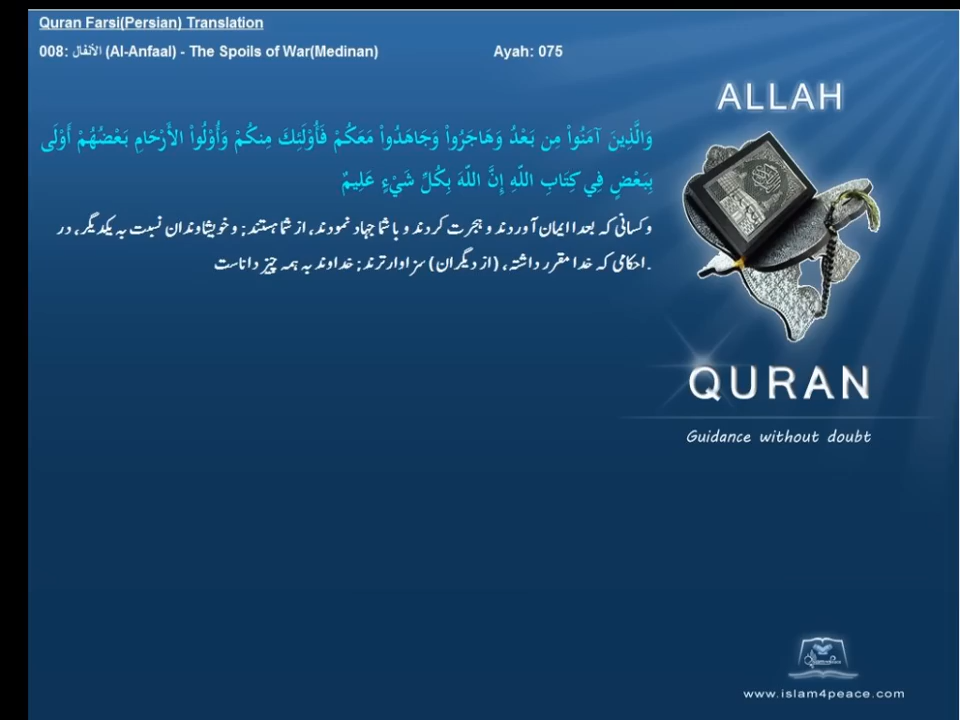 Quran Farsi(Persian) Translation
008: الأنفال (Al-Anfaal) - The Spoils of War(Medinan) Ayah: 075
ALLAH
وَالَّذِينَ آمَنُواْ مِن بَعْدُ وَهَاجَرُواْ وَجَاهَدُواْ مَعَكُمْ فَأُوْلَئِكَ مِنكُمْ وَأُوْلُواْ الأَرْحَامِ بَعْضُهُمْ أَوْلَى
بِبَعْضٍ فِي كِتَابِ اللّهِ إِنَّ اللّهَ بِكُلِّ شَيْءٍ عَلِيمٌ
و کسانی که بعداً ایمان آوردند و هجرت کردند و با شما جهاد نمودند، از شما هستند; و خویشاوندان نسبت به یکدیگر، در
.احکامی که خدا مقرر داشته، (از دیگران) سزاوارترند; خداوند به همه چیز داناست
QURAN
Guidance without doubt
www.islam4peace.com